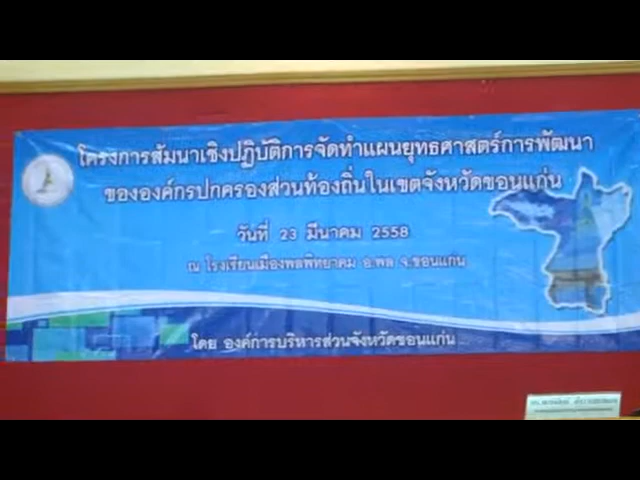 โครงการสัมนาเชิงปฏิบัติการจัดทำแผนยุทธศาสตร์การพัฒนา
ขององค์กรปกครองส่วนท้องถิ่นในเขตจังหวัดขอนแก่น
วันที่ 23 มีนาคม 2558
ณ โรงเรียนเมืองพลพิทยาคม อ.พล จ.ขอนแก่น
โดย องค์การบริหารส่วนจังหวัดขอนแก่น